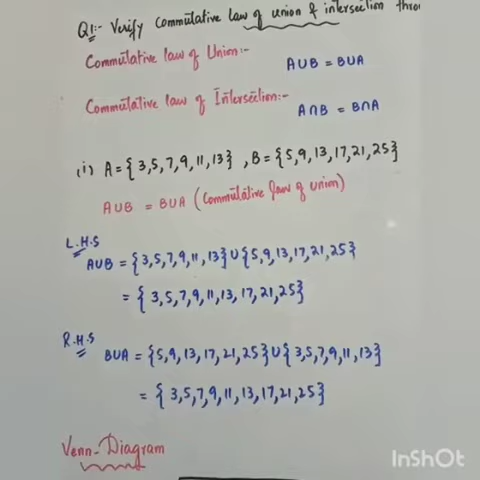 Q1:- Verify Commutative law of union & intersection
Commutative law of Union:-
A∪B = B∪A
Commutative law of Intersection:-
A∩B = B∩A
(i) A = {3,5,7,9,11,13}, B = {5,9,13,17,21,25}
A∪B = B∪A (Commutative law of union)
L.H.S
A∪B = {3,5,7,9,11,13}∪{5,9,13,17,21,25}
= {3,5,7,9,11,13,17,21,25}
R.H.S
B∪A = {5,9,13,17,21,25}∪{3,5,7,9,11,13}
= {3,5,7,9,11,13,17,21,25}
Venn-Diagram
InShOt